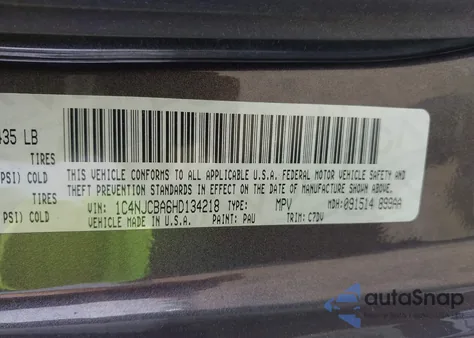 435 LB
TIRES
PSI) COLD
TIRES
PSI) COLD
THIS VEHICLE CONFORMS TO ALL APPLICABLE U.S.A. FEDERAL MOTOR VEHICLE SAFETY AND
THEFT PREVENTION STANDARDS IN EFFECT ON THE DATE OF MANUFACTURE SHOWN ABOVE.
VIN: 1C4NJCBA6HD134218 TYPE: MPV MDH:091514 899AA
VEHICLE MADE IN U.S.A. PAINT: PAU TRIM: C7DV
autoSnap